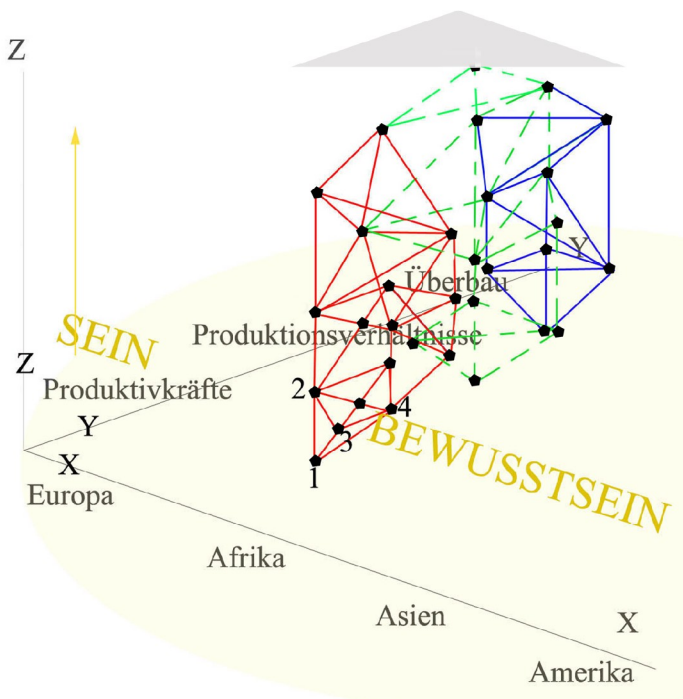 Z
Y
Überbau
SEIN
Produktionsverhältnisse
Z
Produktivkräfte
2
4
Y
BEWUSSTSEIN
3
X
1
Europa
Afrika
Asien
X
Amerika